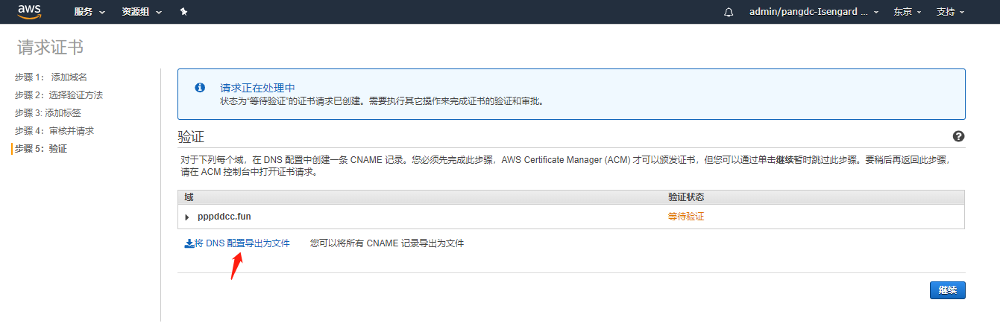 aws
服务
资源组
admin/pangdc-Isengard ...
东京
支持
请求证书
步骤 1： 添加域名
步骤 2：选择验证方法
步骤 3: 添加标签
步骤 4：审核并请求
步骤 5：验证
请求正在处理中
状态为“等待验证”的证书请求已创建。需要执行其它操作来完成证书的验证和审批。
验证
对于下列每个域，在 DNS 配置中创建一条 CNAME 记录。您必须先完成此步骤，AWS Certificate Manager (ACM) 才可以颁发证书，但您可以通过单击继续暂时跳过此步骤。要稍后再返回此步骤，
请在 ACM 控制台中打开证书请求。
域
验证状态
pppddcc.fun
等待验证
将 DNS 配置导出为文件
您可以将所有 CNAME 记录导出为文件
继续